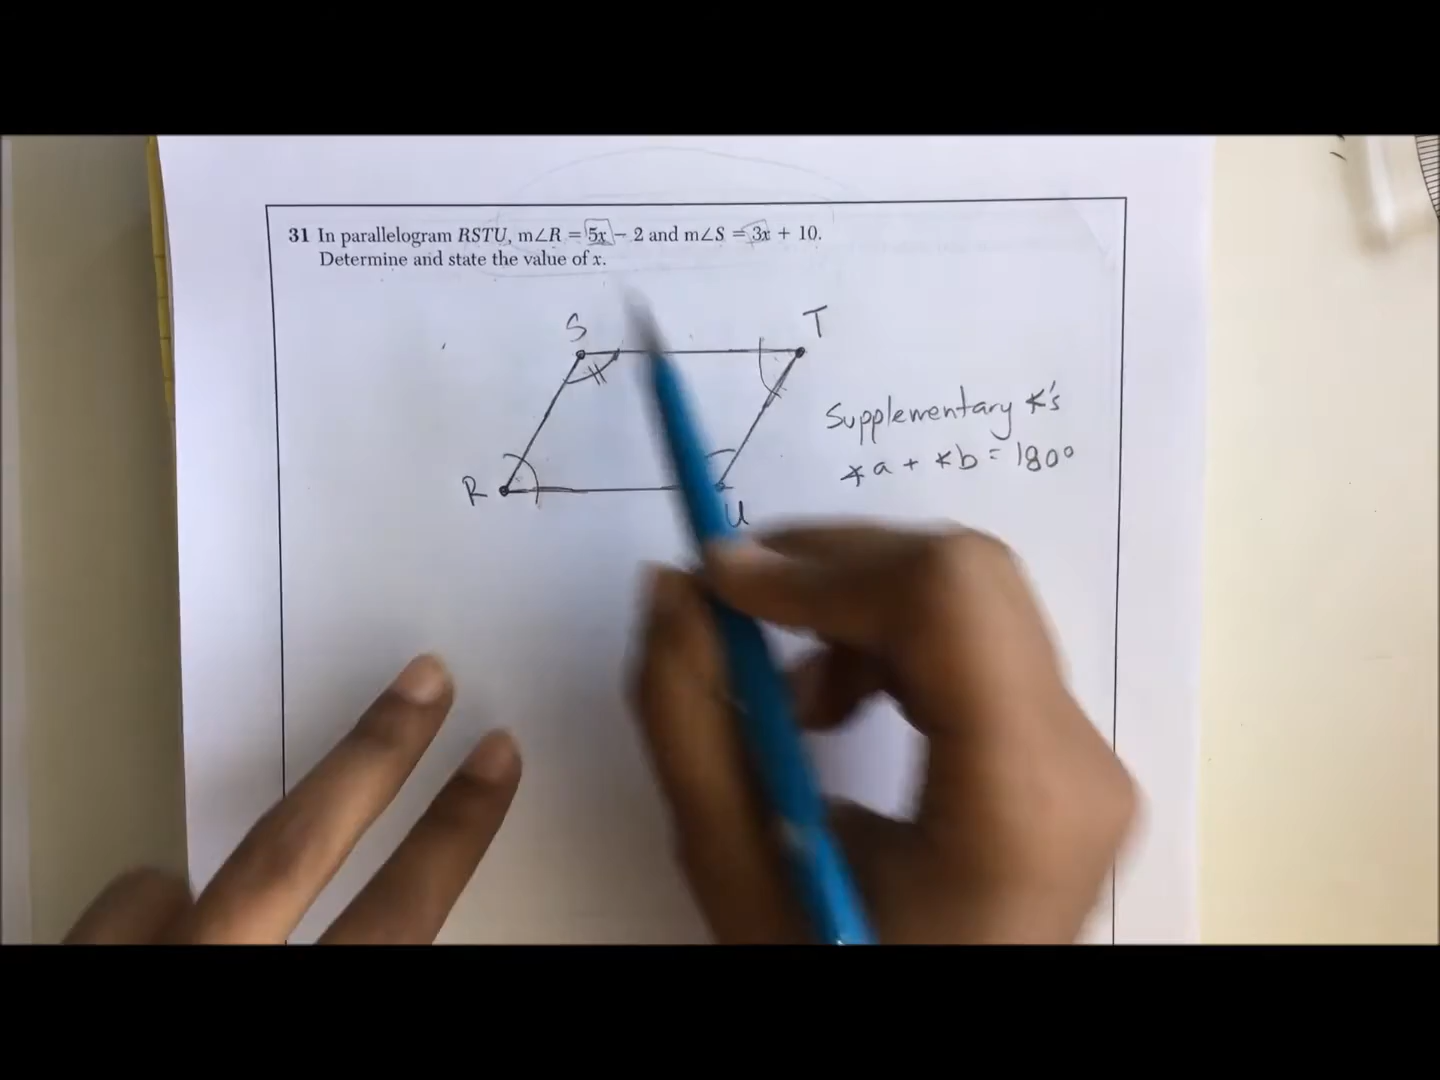 31 In parallelogram RSTU, m∠R = 5x − 2 and m∠S = 3x + 10.
Determine and state the value of x.
S
T
Supplementary ∠'s
∠a + ∠b = 180°
R
U